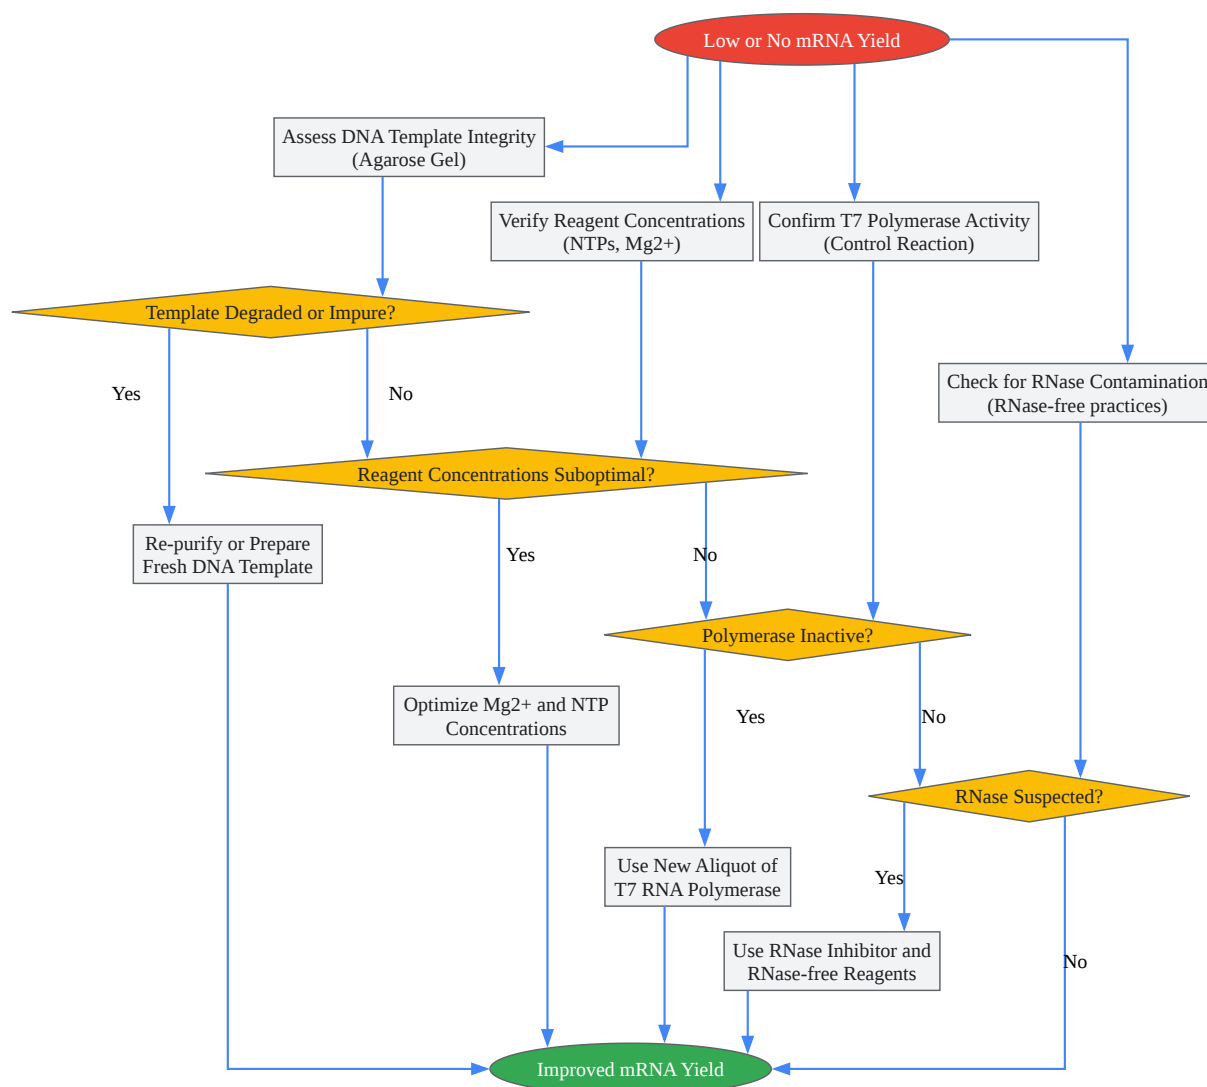 Low or No mRNA Yield
Assess DNA Template Integrity
(Agarose Gel)
Verify Reagent Concentrations
(NTPs, Mg2+)
Confirm T7 Polymerase Activity
(Control Reaction)
Template Degraded or Impure?
Yes
No
Check for RNase Contamination
(RNase-free practices)
Reagent Concentrations Suboptimal?
Re-purify or Prepare
Fresh DNA Template
Yes
No
Polymerase Inactive?
Optimize Mg2+ and NTP
Concentrations
Yes
No
RNase Suspected?
Use New Aliquot of
T7 RNA Polymerase
Yes
Use RNase Inhibitor and
RNase-free Reagents
No
Improved mRNA Yield